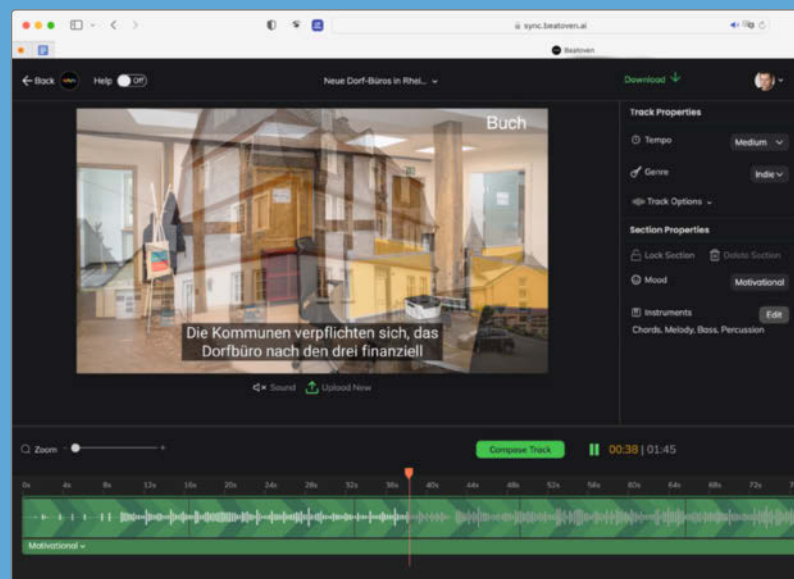 sync.beatoven.ai
Beatoven
Back
Help
Off
Neue Dorf-Büros in Rhei...
Download
Buch
Die Kommunen verpflichten sich, das
Dorfbüro nach den drei finanziell
Sound
Upload New
Track Properties
Tempo
Medium
Genre
Indie
Track Options
Section Properties
Lock Section
Delete Section
Mood
Motivational
Instruments
Edit
Chords, Melody, Bass, Percussion
Zoom
Compose Track
00:38 | 01:45
0s 4s 8s 12s 16s 20s 24s 28s 32s 36s 40s 44s 48s 52s 56s 60s 64s 68s 72s
Motivational